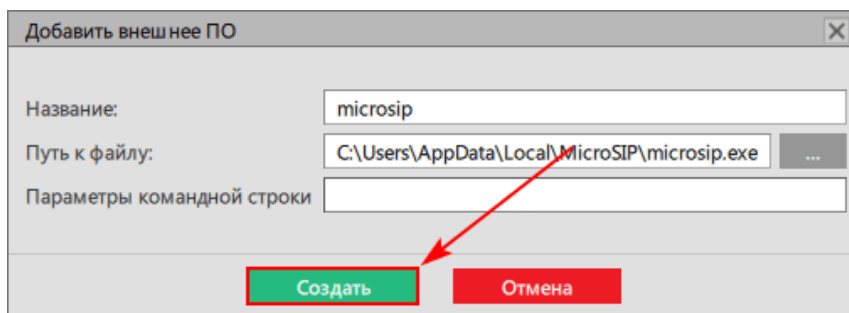 Добавить внешнее ПО
Название: microsip
Путь к файлу: C:\Users\AppData\Local\MicroSIP\microsip.exe ...
Параметры командной строки
Создать Отмена